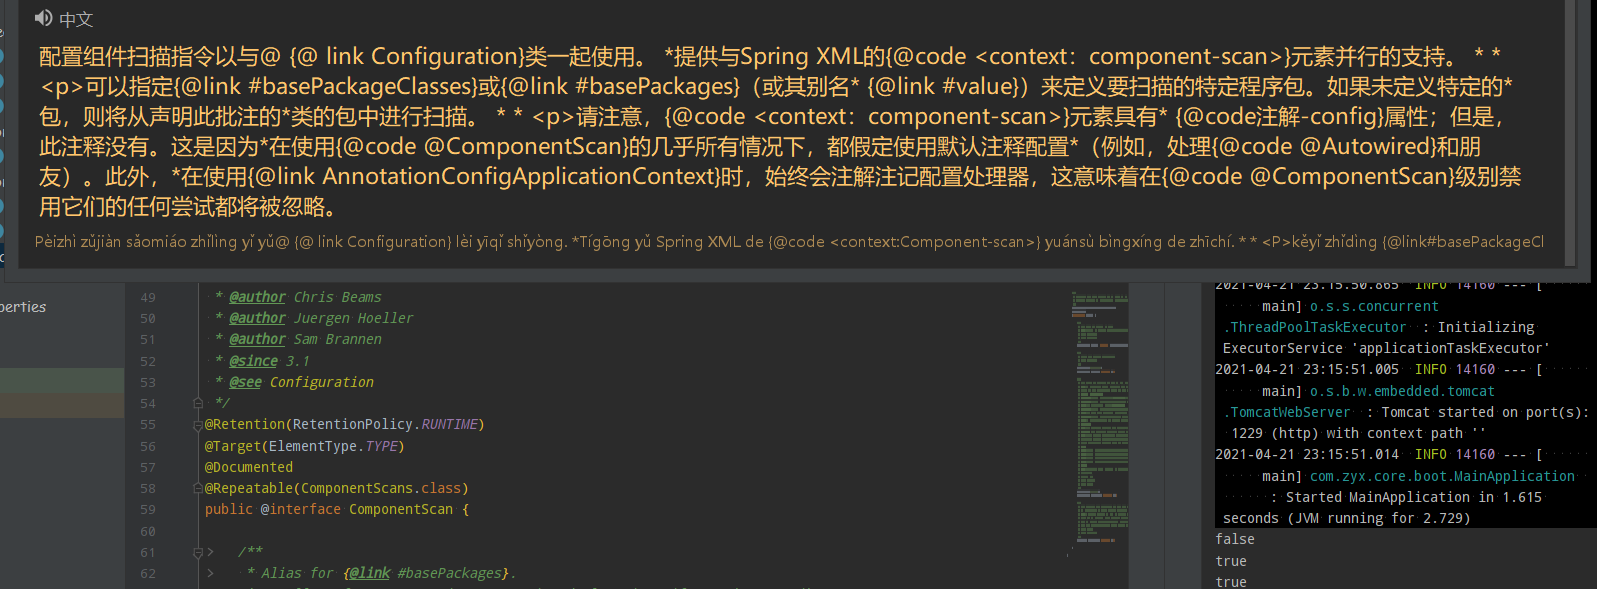 中文
配置组件扫描指令以与@ {@ link Configuration}类一起使用。 *提供与Spring XML的{@code <context：component-scan>}元素并行的支持。 * *
<p>可以指定{@link #basePackageClasses}或{@link #basePackages}（或其别名* {@link #value}）来定义要扫描的特定程序包。如果未定义特定的*
包，则将从声明此批注的*类的包中进行扫描。 * * <p>请注意，{@code <context：component-scan>}元素具有* {@code注解-config}属性；但是，
此注释没有。这是因为*在使用{@code @ComponentScan}的几乎所有情况下，都假定使用默认注释配置*（例如，处理{@code @Autowired}和朋
友）。此外，*在使用{@link AnnotationConfigApplicationContext}时，始终会注解注记配置处理器，这意味着在{@code @ComponentScan}级别禁
用它们的任何尝试都将被忽略。
Pèizhì zǔjiàn sǎomiáo zhǐlìng yǐ yǔ@ {@ link Configuration} lèi yīqǐ shǐyòng. *Tígōng yǔ Spring XML de {@code <context:Component-scan>} yuánsù bìngxíng de zhīchí. * * <P>kěyǐ zhǐdìng {@link#basePackageCl
perties
49 * @author Chris Beams
50 * @author Juergen Hoeller
51 * @author Sam Brannen
52 * @since 3.1
53 * @see Configuration
54 */
55 @Retention(RetentionPolicy.RUNTIME)
56 @Target(ElementType.TYPE)
57 @Documented
58 @Repeatable(ComponentScans.class)
59 public @interface ComponentScan {
60
61 /**
62 * Alias for {@link #basePackages}.
2021-04-21 23:15:50.865 INFO 14160 --- [
main] o.s.s.concurrent
.ThreadPoolTaskExecutor : Initializing
ExecutorService 'applicationTaskExecutor'
2021-04-21 23:15:51.005 INFO 14160 --- [
main] o.s.b.w.embedded.tomcat
.TomcatWebServer : Tomcat started on port(s):
1229 (http) with context path ''
2021-04-21 23:15:51.014 INFO 14160 --- [
main] com.zyx.core.boot.MainApplication
: Started MainApplication in 1.615
seconds (JVM running for 2.729)
false
true
true